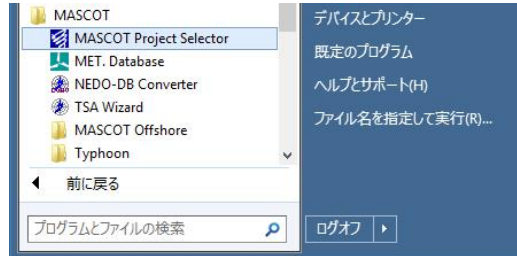 MASCOT
MASCOT Project Selector
MET. Database
NEDO-DB Converter
TSA Wizard
MASCOT Offshore
Typhoon
前に戻る
プログラムとファイルの検索
デバイスとプリンター
既定のプログラム
ヘルプとサポート(H)
ファイル名を指定して実行(R)...
ログオフ